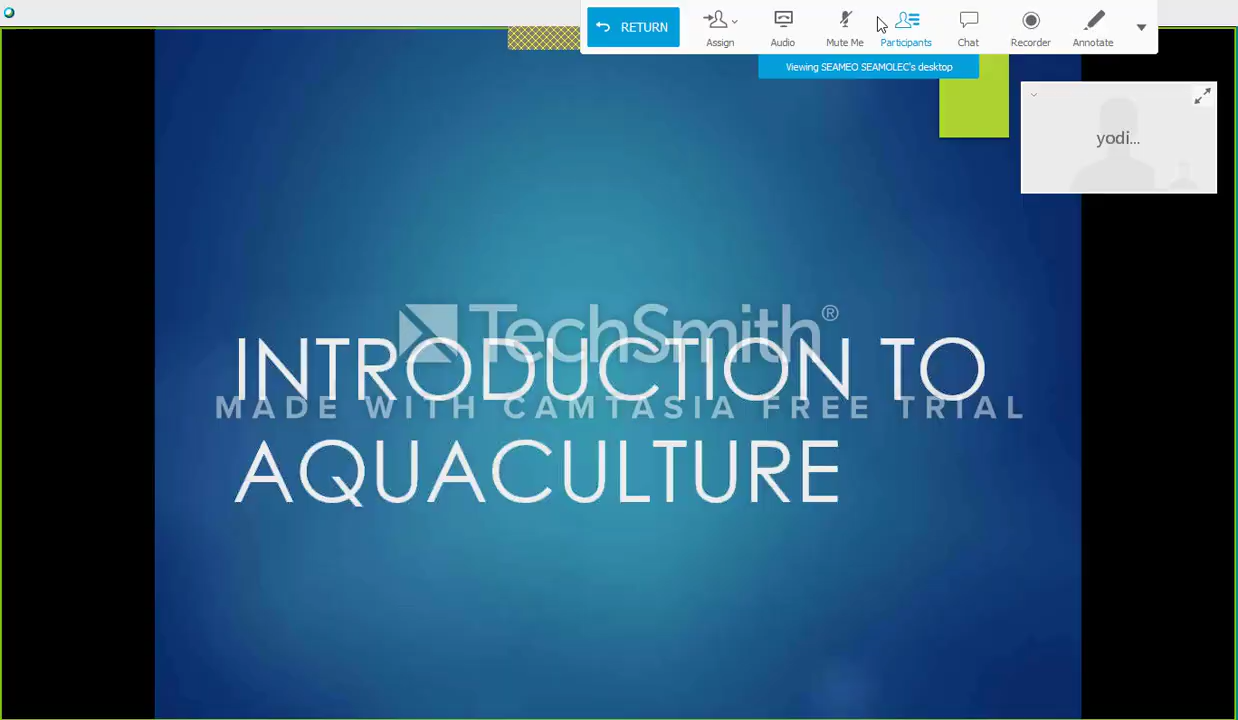 RETURN
Assign
Audio
Mute Me
Participants
Chat
Recorder
Annotate
Viewing SEAMEO SEAMOLEC's desktop
yodi...
TechSmith®
INTRODUCTION TO
MADE WITH CAMTASIA FREE TRIAL
AQUACULTURE